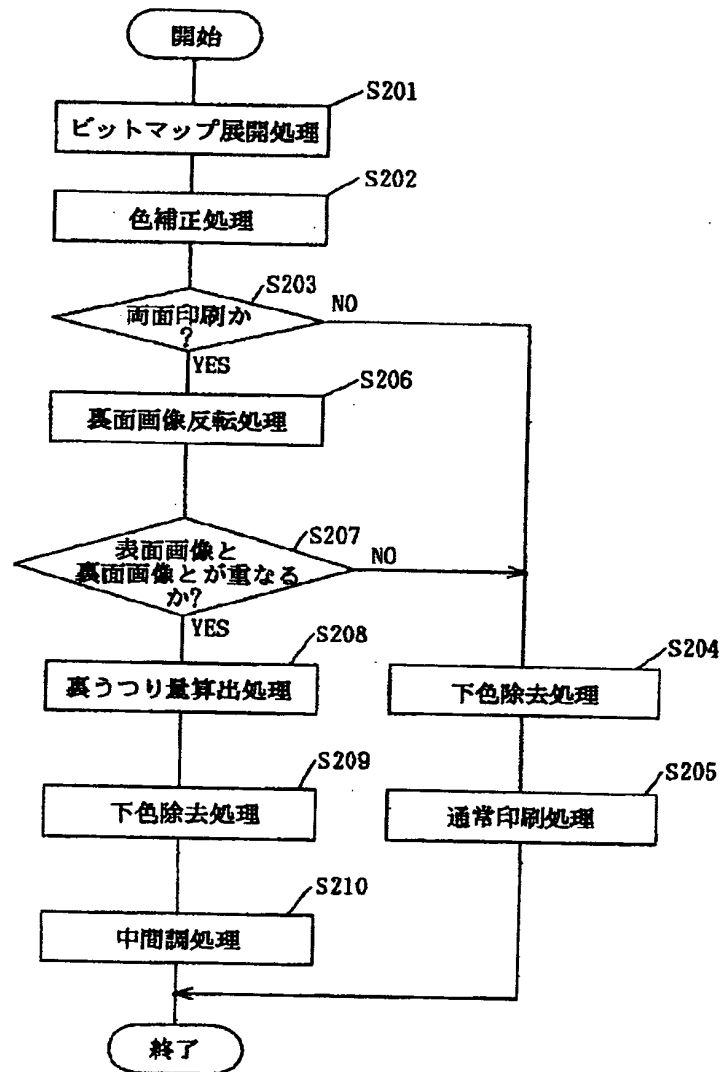 開始
S201
ビットマップ展開処理
S202
色補正処理
S203
両面印刷か
?
NO
YES
S206
裏面画像反転処理
S207
表面画像と
裏面画像とが重なる
か?
NO
YES
S208
裏うつり量算出処理
S204
下色除去処理
S209
下色除去処理
S205
通常印刷処理
S210
中間調処理
終了